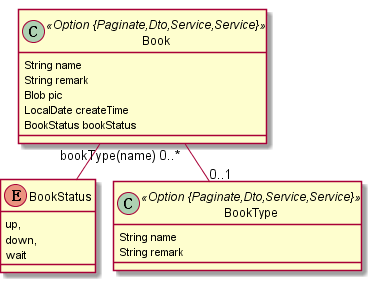 C «Option {Paginate,Dto,Service,Service}»
Book
String name
String remark
Blob pic
LocalDate createTime
BookStatus bookStatus
bookType(name) 0..*
0..1
E BookStatus
up,
down,
wait
C «Option {Paginate,Dto,Service,Service}»
BookType
String name
String remark